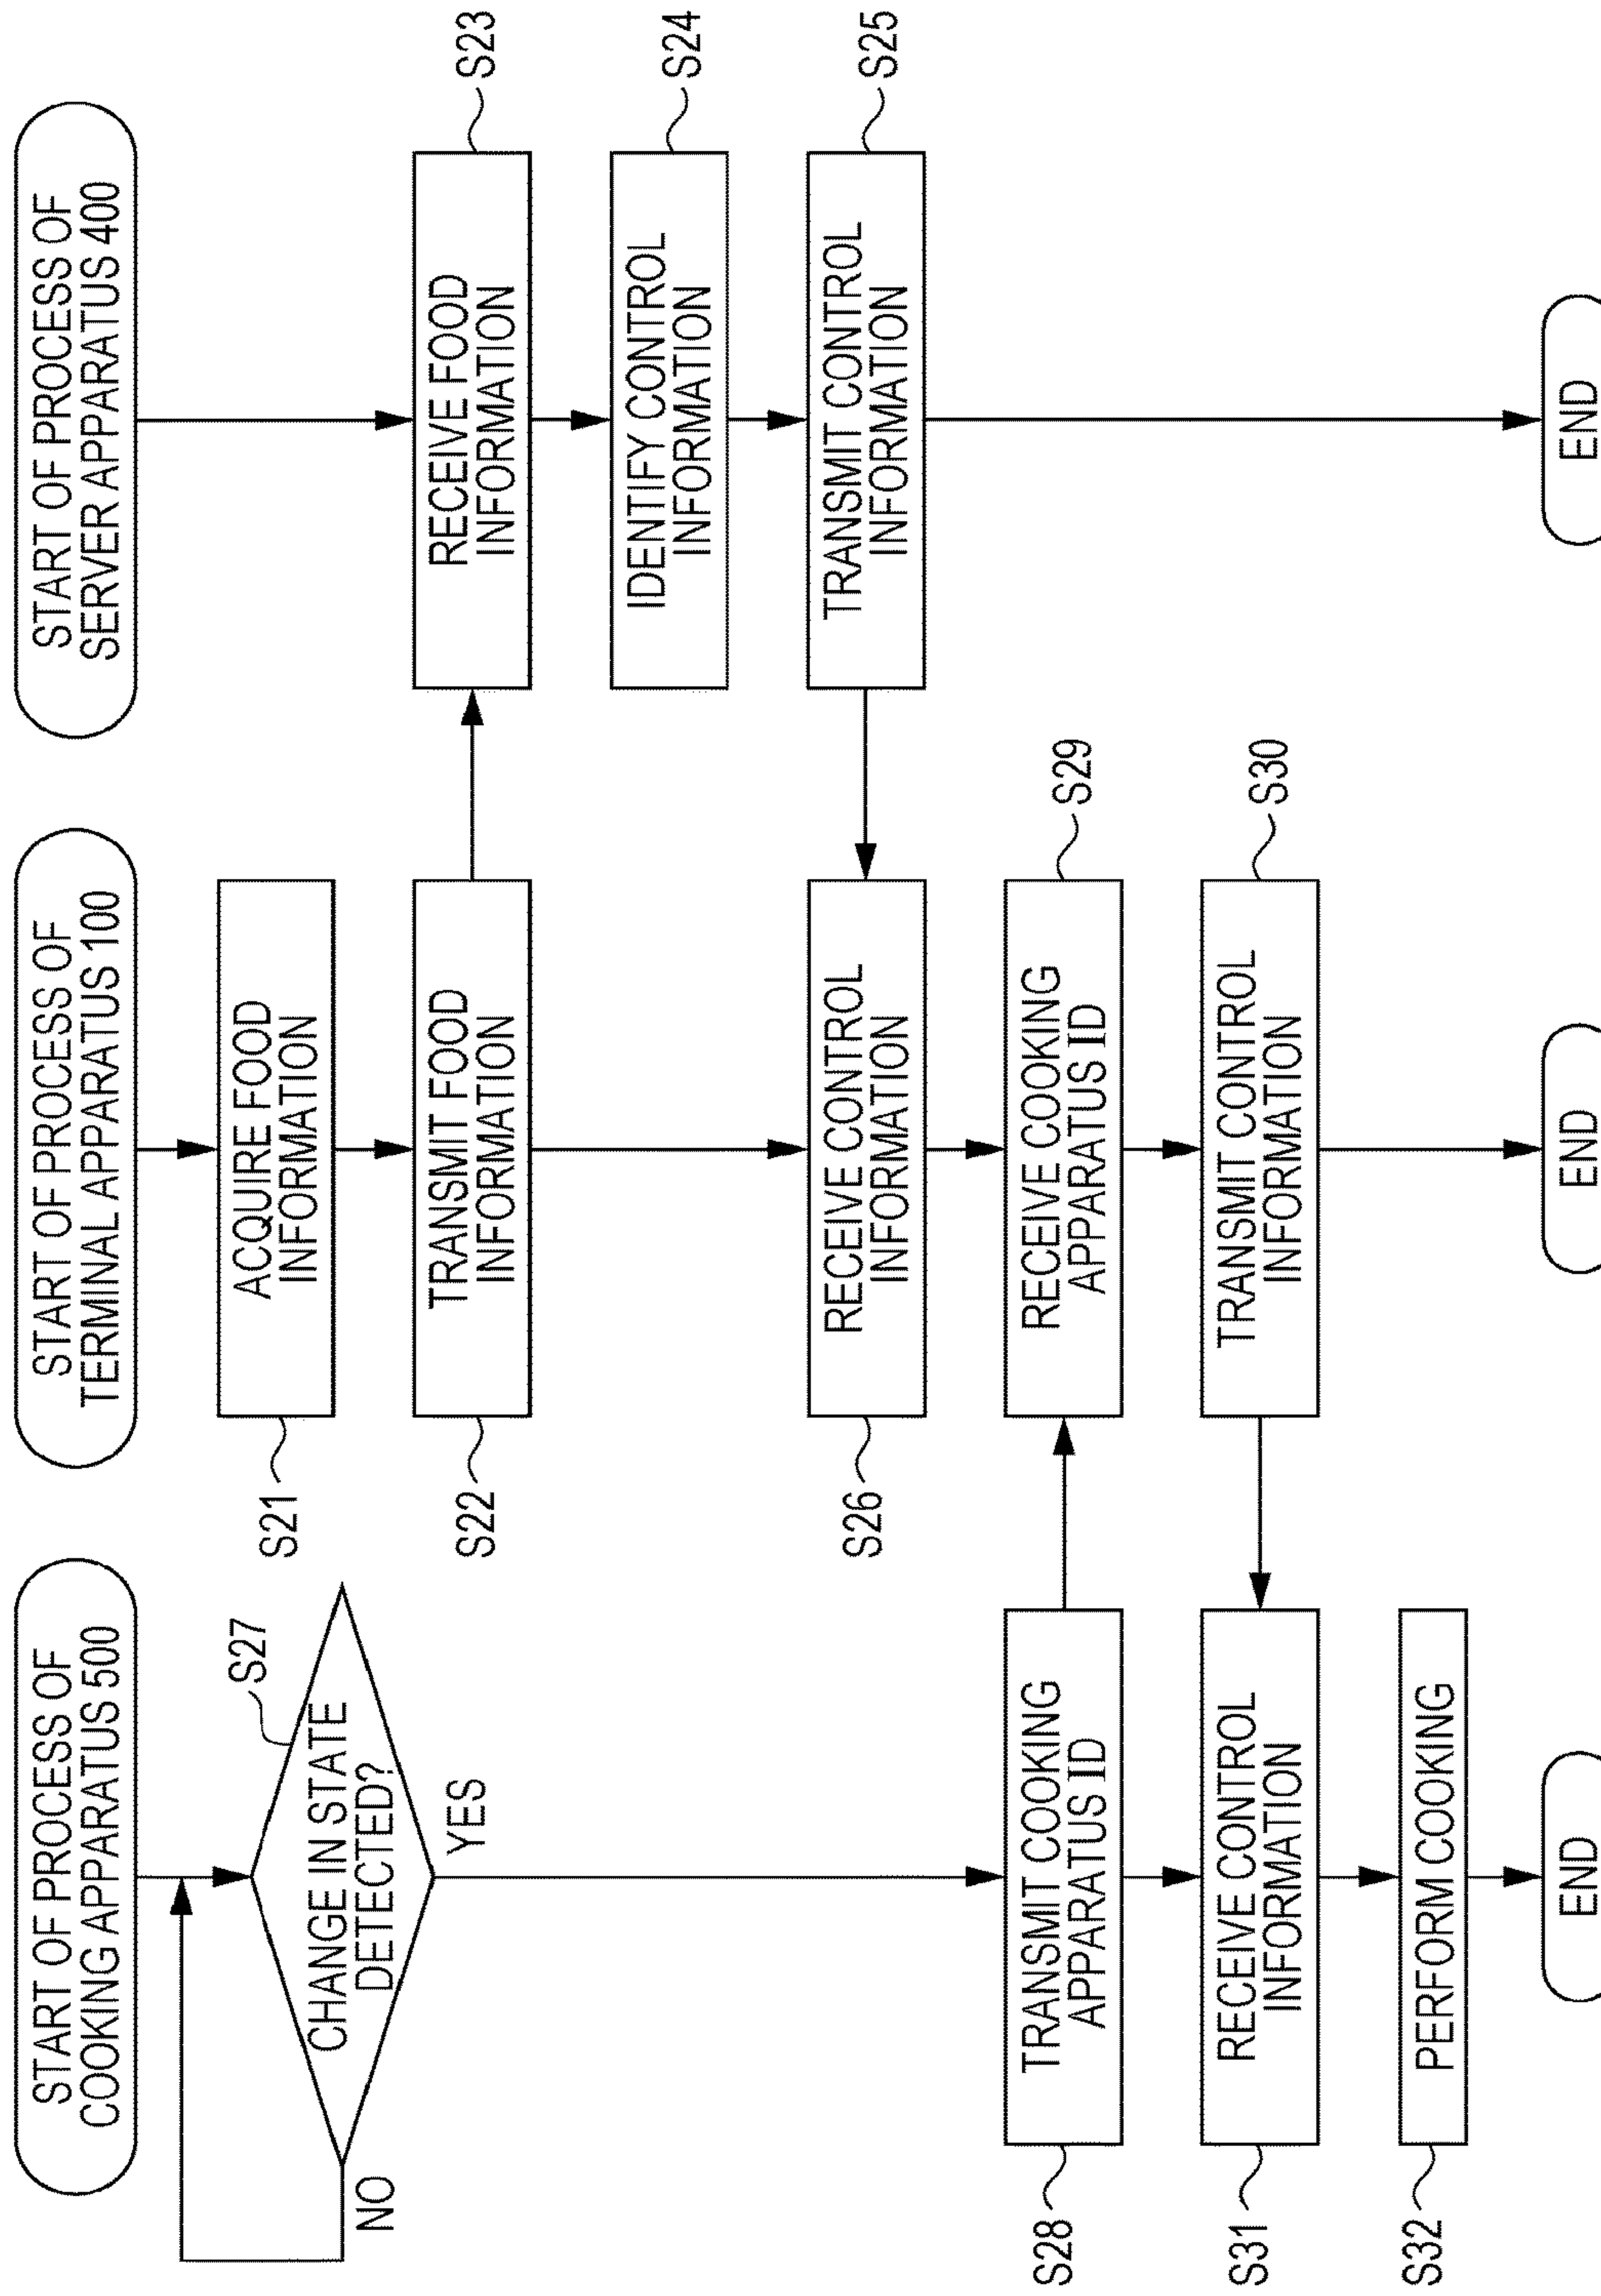 START OF PROCESS OF
COOKING APPARATUS 500
S27
CHANGE IN STATE
DETECTED?
NO
YES
S28
TRANSMIT COOKING
APPARATUS ID
S31
RECEIVE CONTROL
INFORMATION
S32
PERFORM COOKING
END
START OF PROCESS OF
TERMINAL APPARATUS 100
S21
ACQUIRE FOOD
INFORMATION
S22
TRANSMIT FOOD
INFORMATION
S26
RECEIVE CONTROL
INFORMATION
RECEIVE COOKING
APPARATUS ID
S29
TRANSMIT CONTROL
INFORMATION
S30
END
START OF PROCESS OF
SERVER APPARATUS 400
RECEIVE FOOD
INFORMATION
S23
IDENTIFY CONTROL
INFORMATION
S24
TRANSMIT CONTROL
INFORMATION
S25
END